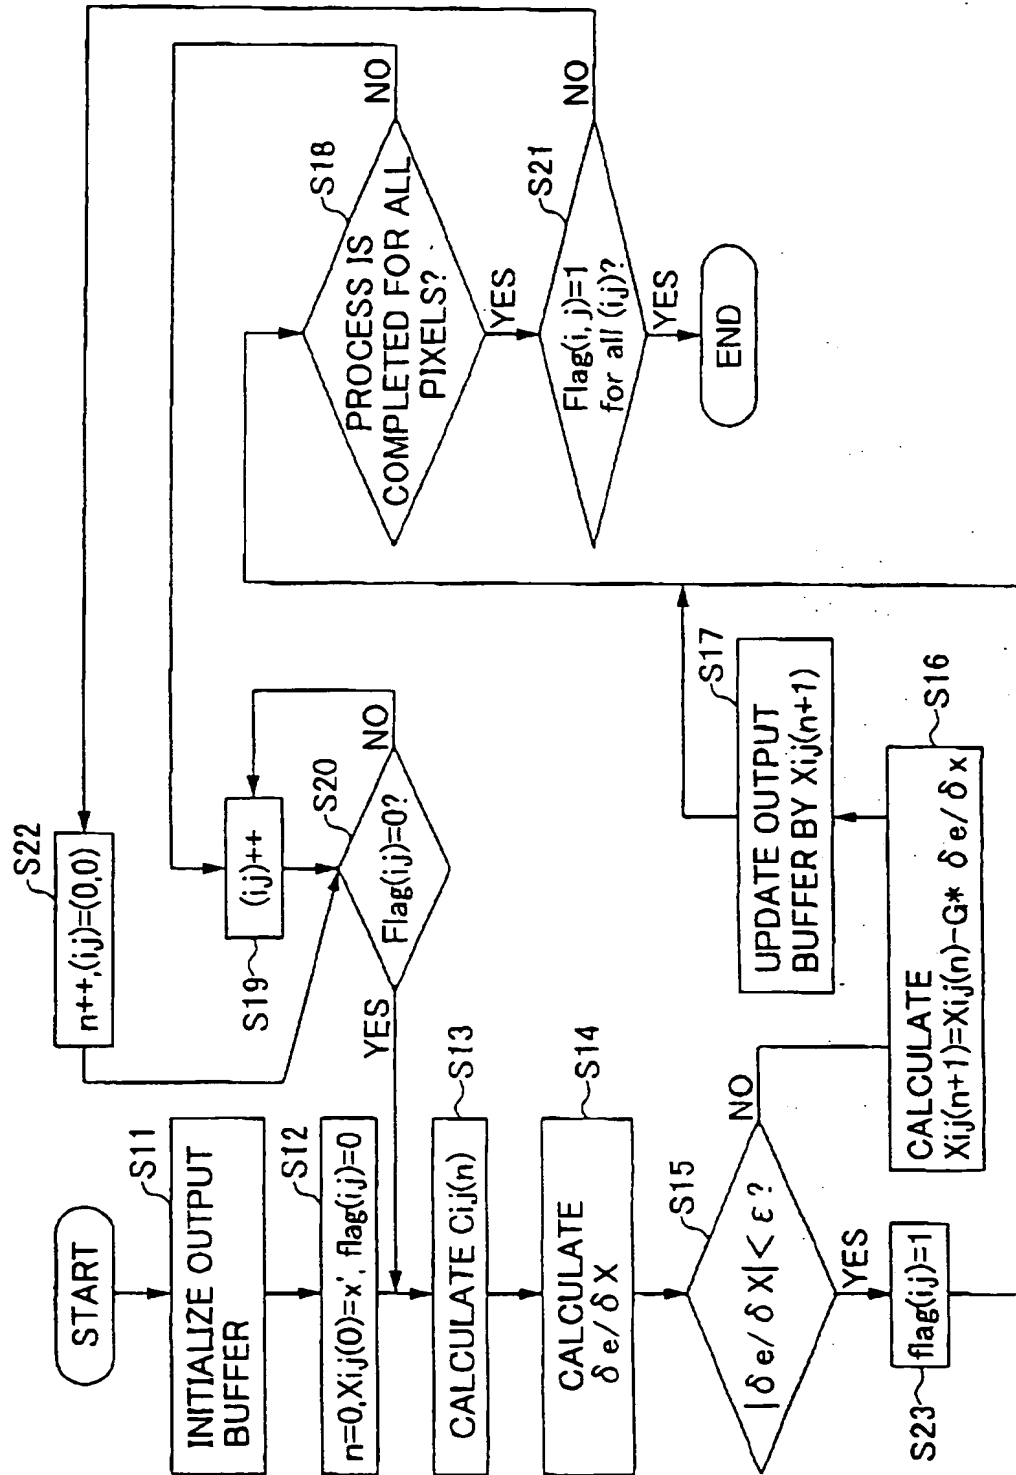 START
S11
INITIALIZE OUTPUT
BUFFER
S12
n=0,Xi,j(0)=x', flag(i,j)=0
S13
CALCULATE Ci,j(n)
S14
CALCULATE
δe/δX
S15
|δe/δX|<ε?
NO
YES
S23
flag(i,j)=1
S16
CALCULATE
Xi,j(n+1)=Xi,j(n)-G* δe/δx
S17
UPDATE OUTPUT
BUFFER BY Xi,j(n+1)
S22
n++,(i,j)=(0,0)
S19
(i,j)++
S20
Flag(i,j)=0?
NO
YES
S18
PROCESS IS
COMPLETED FOR ALL
PIXELS?
NO
YES
S21
Flag(i,j)=1
for all (i,j)?
NO
YES
END